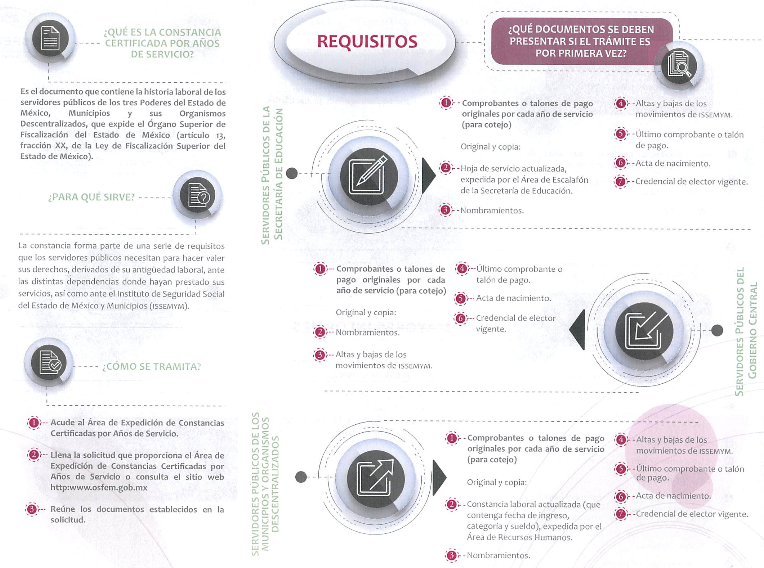 ¿QUÉ ES LA CONSTANCIA
CERTIFICADA POR AÑOS
DE SERVICIO?
Es el documento que contiene la historia laboral de los
servidores públicos de los tres Poderes del Estado de
México, Municipios y sus Organismos
Descentralizados, que expide el Órgano Superior de
Fiscalización del Estado de México (artículo 13,
fracción XX, de la Ley de Fiscalización Superior del
Estado de México).
¿PARA QUÉ SIRVE?
La constancia forma parte de una serie de requisitos
que los servidores públicos necesitan para hacer valer
sus derechos, derivados de su antigüedad laboral, ante
las distintas dependencias donde hayan prestado sus
servicios, así como ante el Instituto de Seguridad Social
del Estado de México y Municipios (ISSEMYM).
¿CÓMO SE TRAMITA?
1 Acude al Área de Expedición de Constancias
Certificadas por Años de Servicio.
2 Llena la solicitud que proporciona el Área de
Expedición de Constancias Certificadas por
Años de Servicio o consulta el sitio web
http:www.osfem.gob.mx
3 Reúne los documentos establecidos en la
solicitud.
REQUISITOS
¿QUÉ DOCUMENTOS SE DEBEN
PRESENTAR SI EL TRÁMITE ES
POR PRIMERA VEZ?
SERVIDORES PÚBLICOS DE LA
SECRETARÍA DE EDUCACIÓN
1 Comprobantes o talones de pago
originales por cada año de servicio
(para cotejo)
Original y copia:
2 Hoja de servicio actualizada,
expedida por el Área de Escalafón
de la Secretaría de Educación.
3 Nombramientos.
4 Altas y bajas de los
movimientos de ISSEMYM.
5 Último comprobante o talón
de pago.
6 Acta de nacimiento.
7 Credencial de elector vigente.
1 Comprobantes o talones de
pago originales por cada
año de servicio (para cotejo)
Original y copia:
2 Nombramientos.
3 Altas y bajas de los
movimientos de ISSEMYM.
4 Último comprobante o
talón de pago.
5 Acta de nacimiento.
6 Credencial de elector
vigente.
SERVIDORES PÚBLICOS DEL
GOBIERNO CENTRAL
SERVIDORES PÚBLICOS DE LOS
MUNICIPIOS Y ORGANISMOS
DESCENTRALIZADOS
1 Comprobantes o talones de pago
originales por cada año de servicio
(para cotejo)
Original y copia:
2 Constancia laboral actualizada (que
contenga fecha de ingreso,
categoría y sueldo), expedida por el
Área de Recursos Humanos.
3 Nombramientos.
4 Altas y bajas de los
movimientos de ISSEMYM.
5 Último comprobante o talón
de pago.
6 Acta de nacimiento.
7 Credencial de elector vigente.